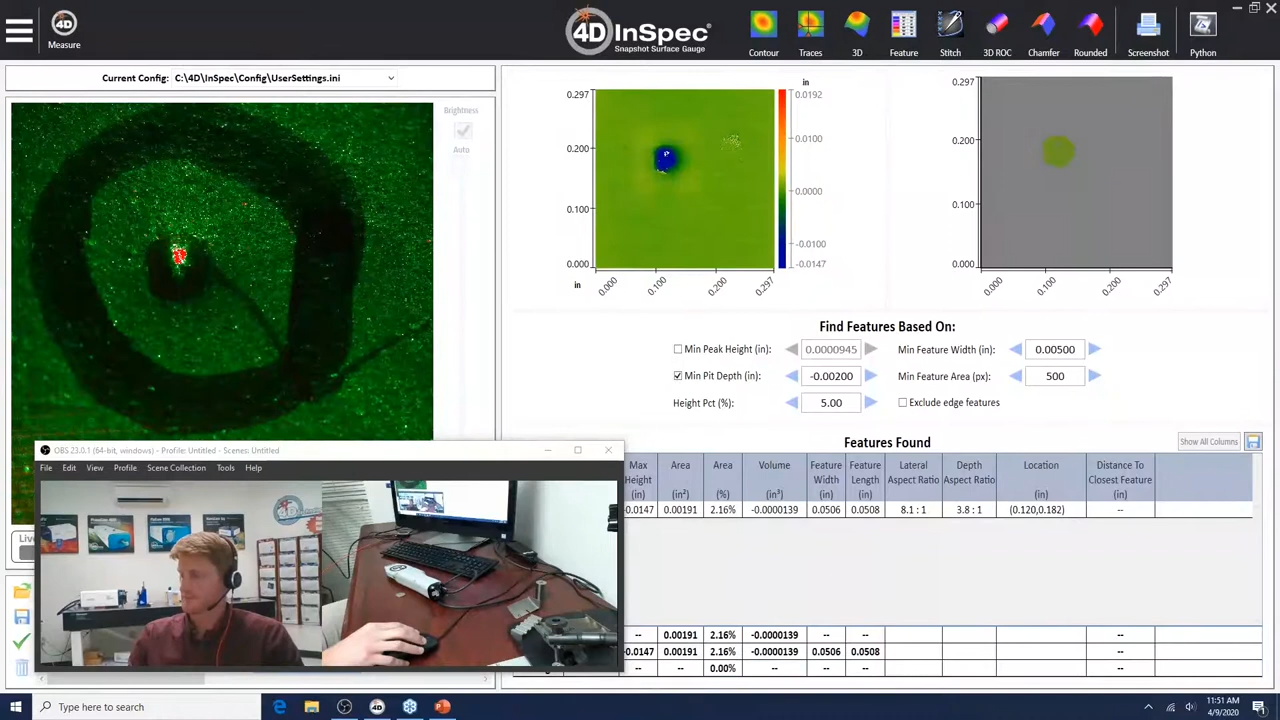 Measure
4D InSpec®
Snapshot Surface Gauge
Contour
Traces
3D
Feature
Stitch
3D ROC
Chamfer
Rounded
Screenshot
Python
Current Config: C:\4D\InSpec\Config\UserSettings.ini
Brightness
Auto
in
0.297
0.200
0.100
0.000
in
0.000
0.100
0.200
0.297
0.0192
0.0100
0.0000
-0.0100
-0.0147
0.297
0.200
0.100
0.000
0.000
0.100
0.200
0.297
Find Features Based On:
Min Peak Height (in): 0.0000945
Min Feature Width (in): 0.00500
Min Pit Depth (in): -0.00200
Min Feature Area (px): 500
Height Pct (%): 5.00
Exclude edge features
Features Found
Show All Columns
Max Height (in) Area (in²) Area (%) Volume (in³) Feature Width (in) Feature Length (in) Lateral Aspect Ratio Depth Aspect Ratio Location (in) Distance To Closest Feature (in)
-0.0147 0.00191 2.16% -0.0000139 0.0506 0.0508 8.1 : 1 3.8 : 1 (0.120,0.182) --
-- 0.00191 2.16% -0.0000139 -- -- --
-0.0147 0.00191 2.16% -0.0000139 0.0506 0.0508 --
-- -- 0.00% -- -- -- --
OBS 23.0.1 (64-bit, windows) - Profile: Untitled - Scenes: Untitled
File Edit View Profile Scene Collection Tools Help
Type here to search
11:51 AM
4/9/2020